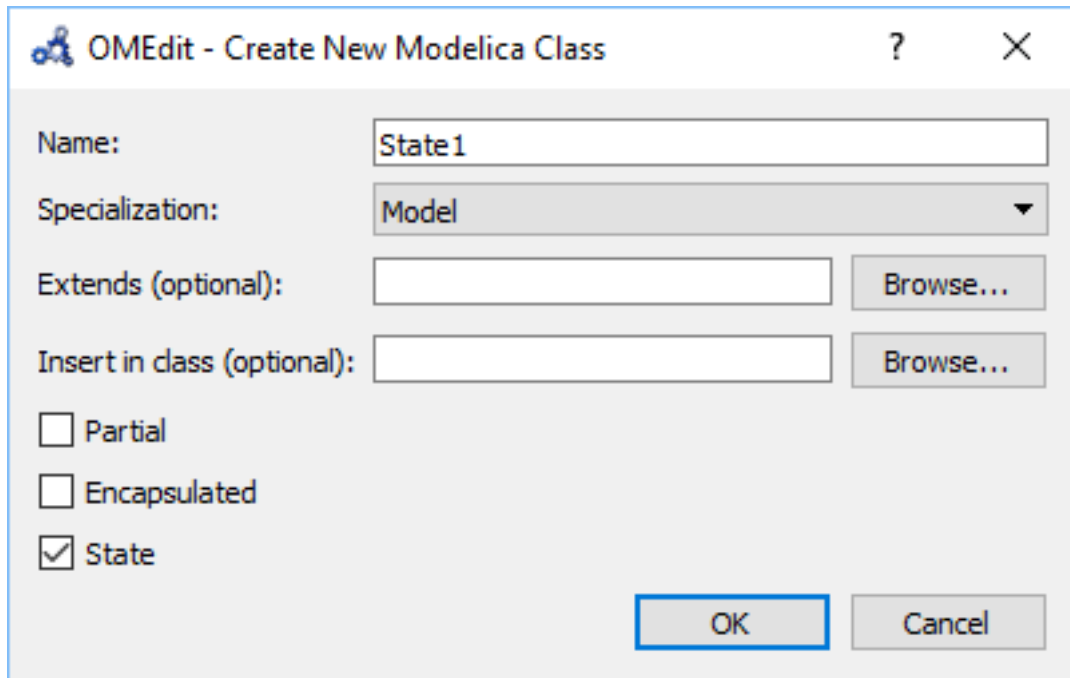 OMEdit - Create New Modelica Class ?
Name: State1
Specialization: Model
Extends (optional): Browse...
Insert in class (optional): Browse...
Partial
Encapsulated
State
OK Cancel